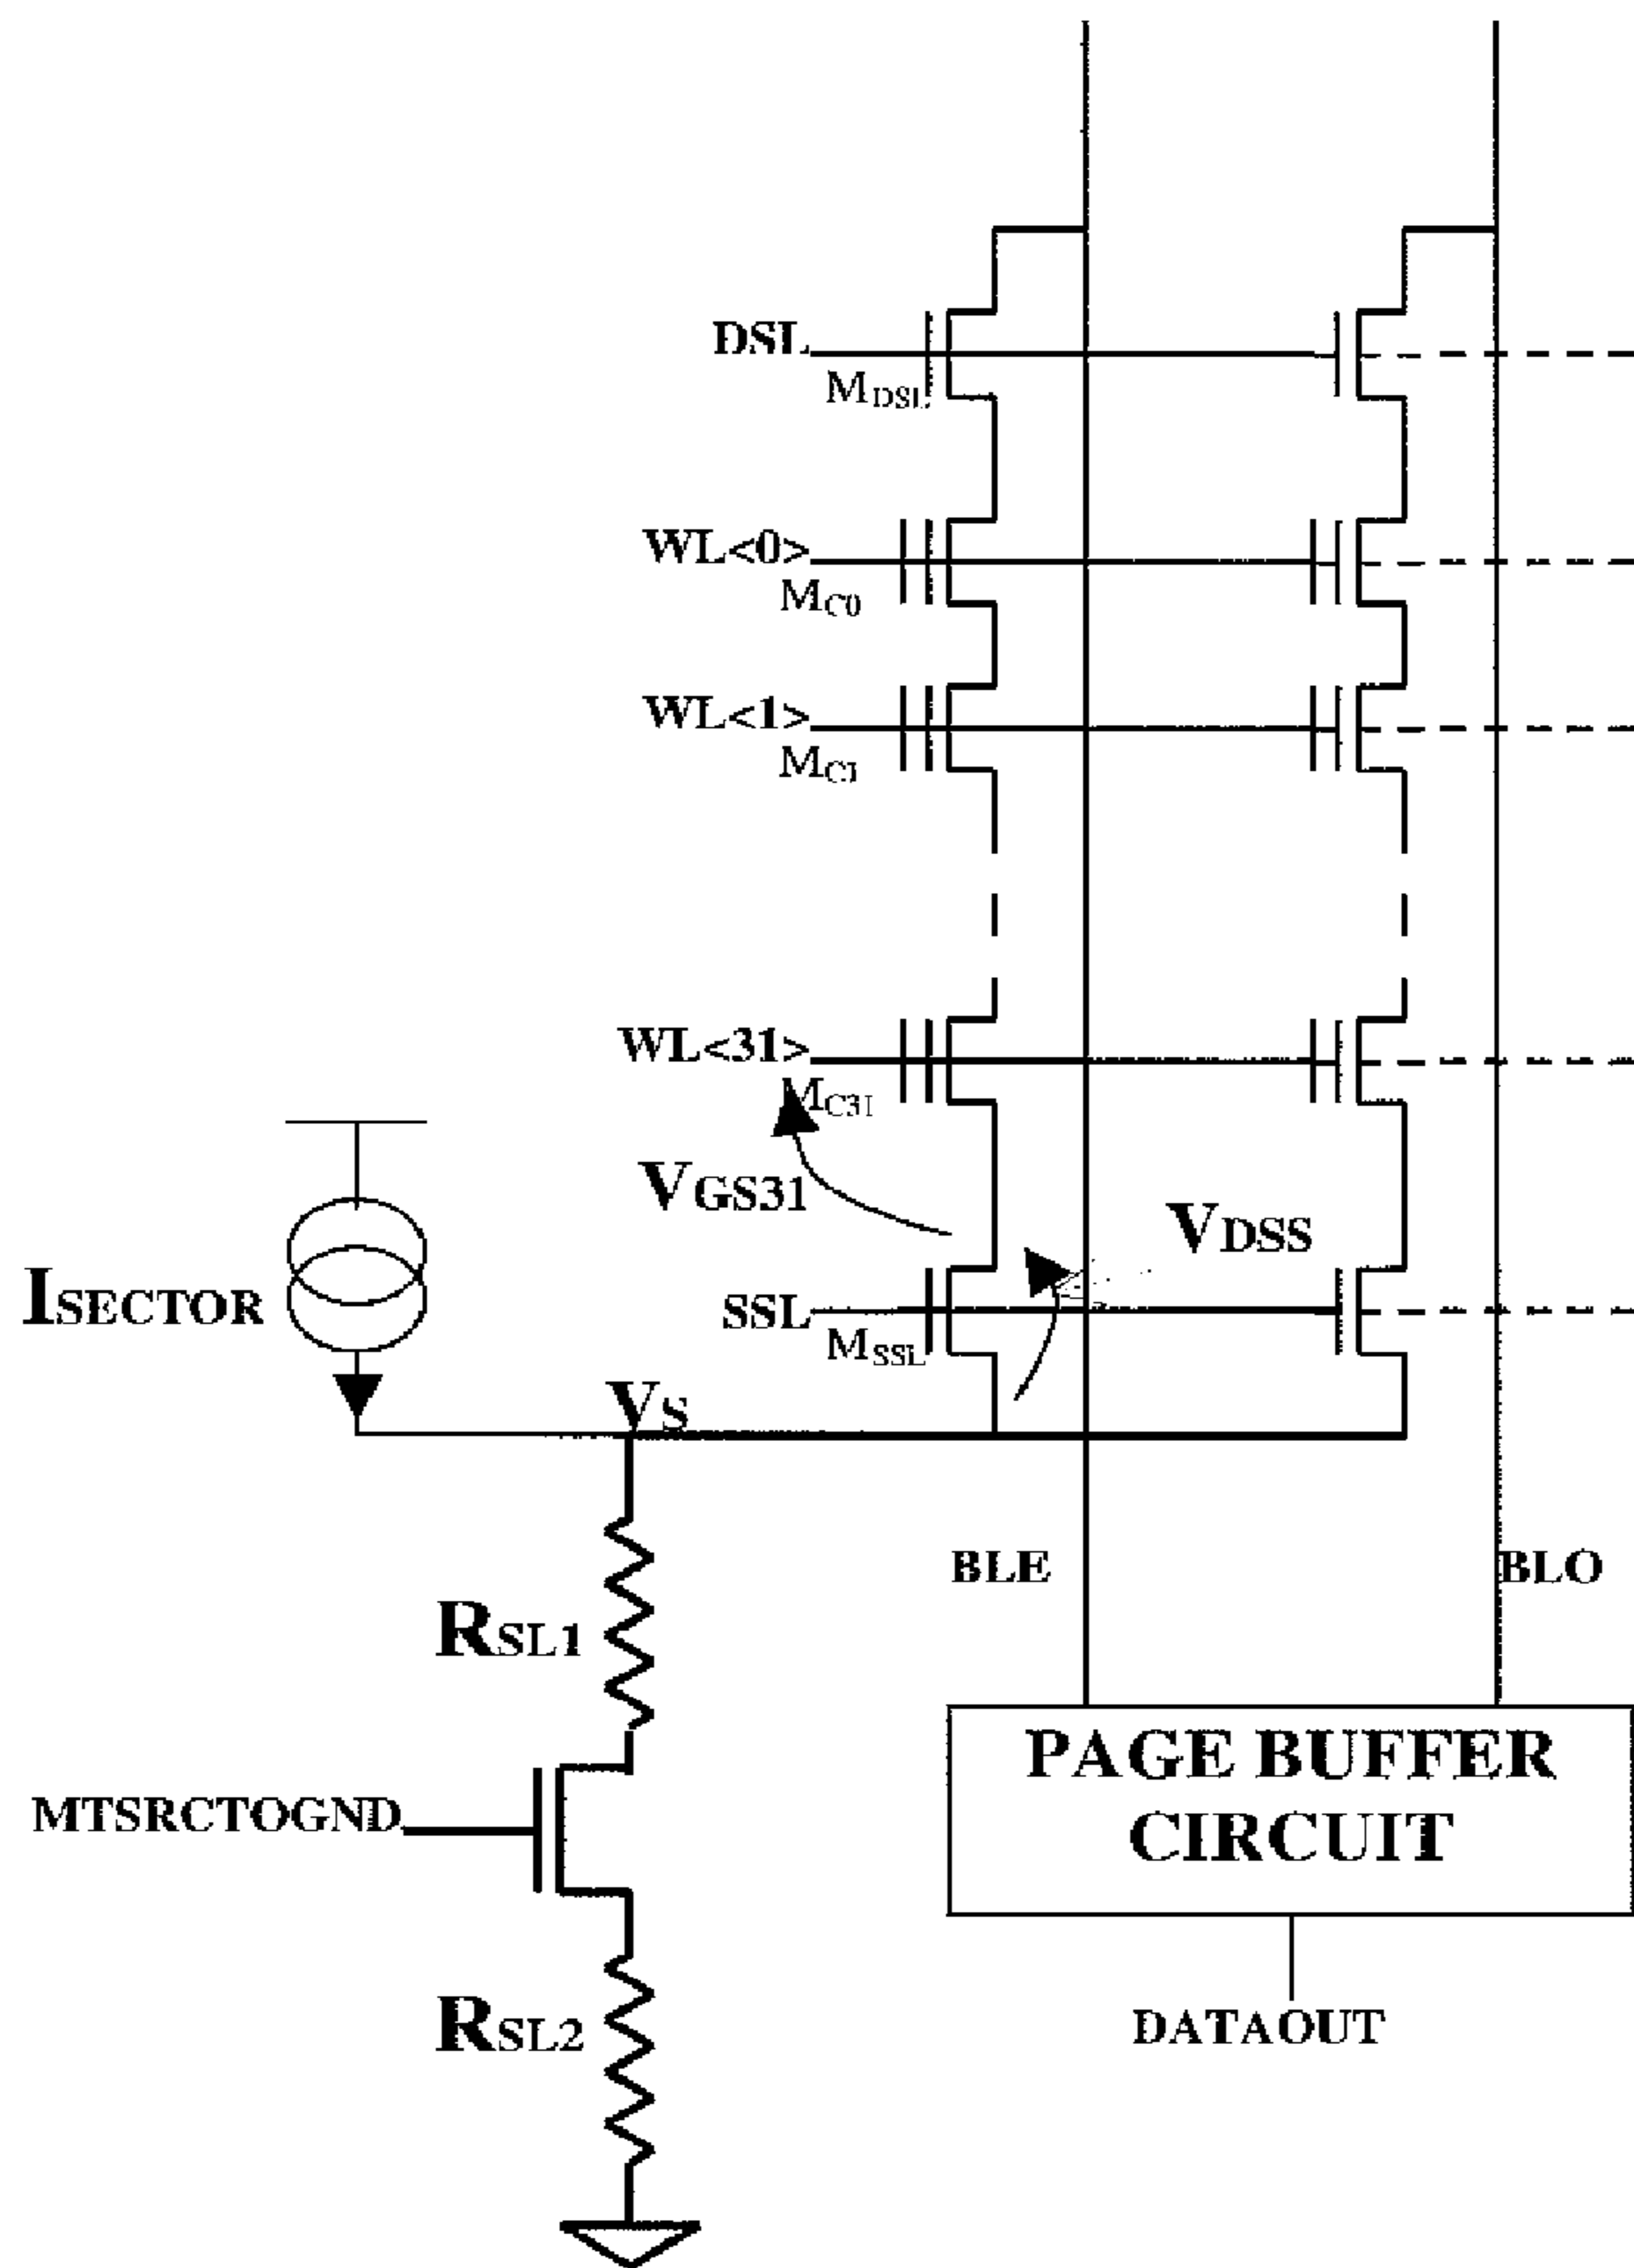 DSL
MDSL
WL<0>
MC0
WL<1>
MC1
WL<31>
MC31
VGS31
VDSS
ISECTOR
SSL
MSSL
VS
BLE
BLO
RSL1
PAGE BUFFER
CIRCUIT
MTSRCTOGND
RSL2
DATAOUT